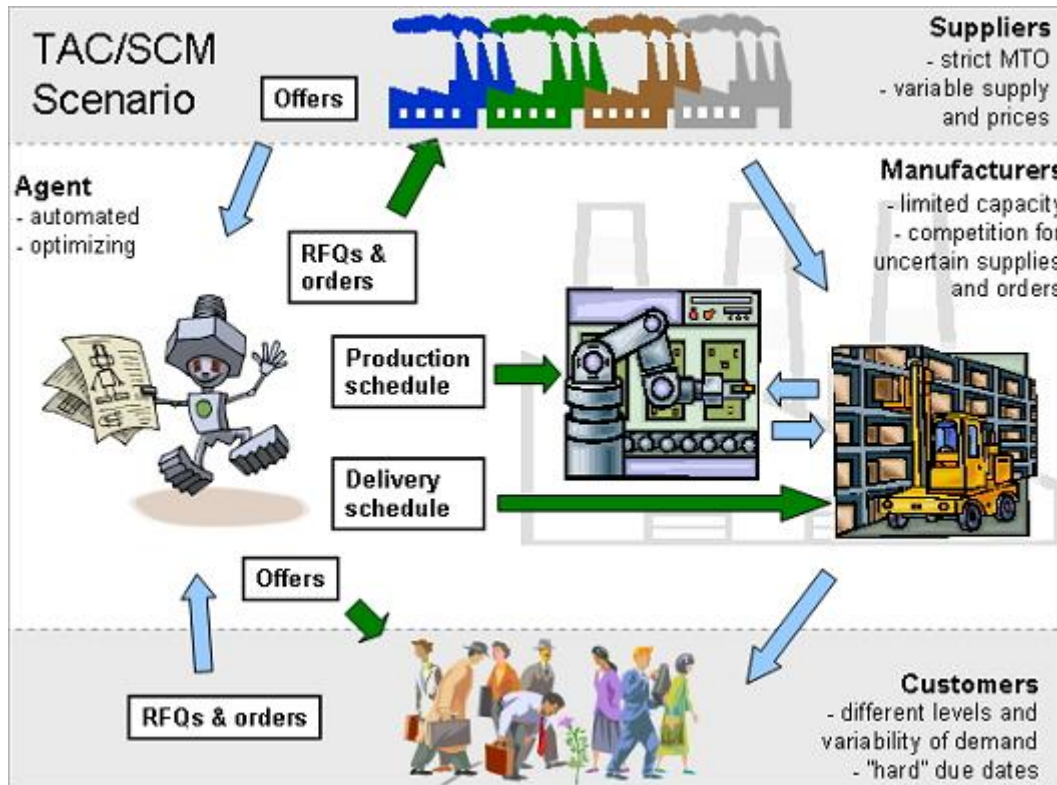 TAC/SCM
Scenario
Offers
Suppliers
- strict MTO
- variable supply
and prices
Agent
- automated
- optimizing
RFQs &
orders
Manufacturers
- limited capacity
- competition for
uncertain supplies
and orders
Production
schedule
Delivery
schedule
Offers
RFQs & orders
Customers
- different levels and
variability of demand
- "hard" due dates